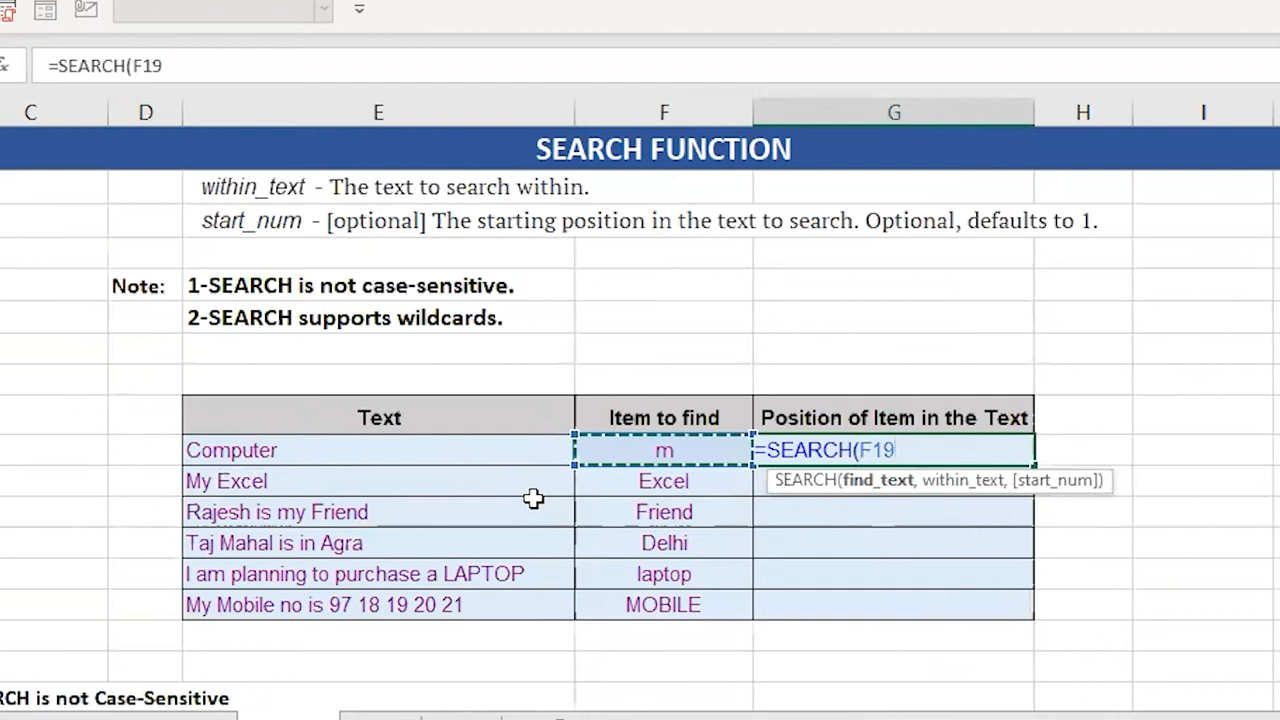 =SEARCH(F19
C D E F G H I
SEARCH FUNCTION
within_text - The text to search within.
start_num - [optional] The starting position in the text to search. Optional, defaults to 1.
Note: 1-SEARCH is not case-sensitive.
2-SEARCH supports wildcards.
Text Item to find Position of Item in the Text
Computer m =SEARCH(F19
My Excel Excel SEARCH(find_text, within_text, [start_num])
Rajesh is my Friend Friend
Taj Mahal is in Agra Delhi
I am planning to purchase a LAPTOP laptop
My Mobile no is 97 18 19 20 21 MOBILE
RCH is not Case-Sensitive